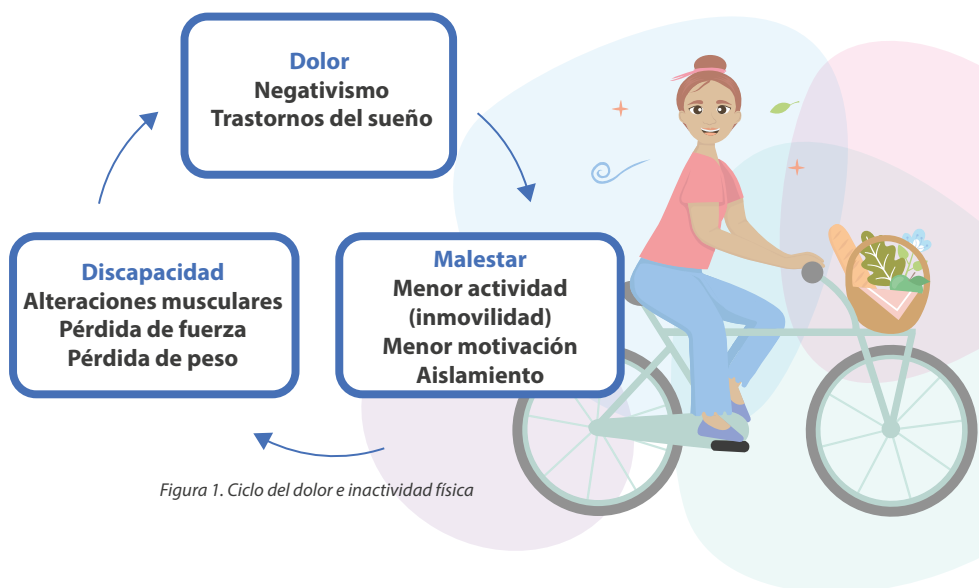 Dolor
Negativismo
Trastornos del sueño
Discapacidad
Alteraciones musculares
Pérdida de fuerza
Pérdida de peso
Malestar
Menor actividad
(inmovilidad)
Menor motivación
Aislamiento
Figura 1. Ciclo del dolor e inactividad física